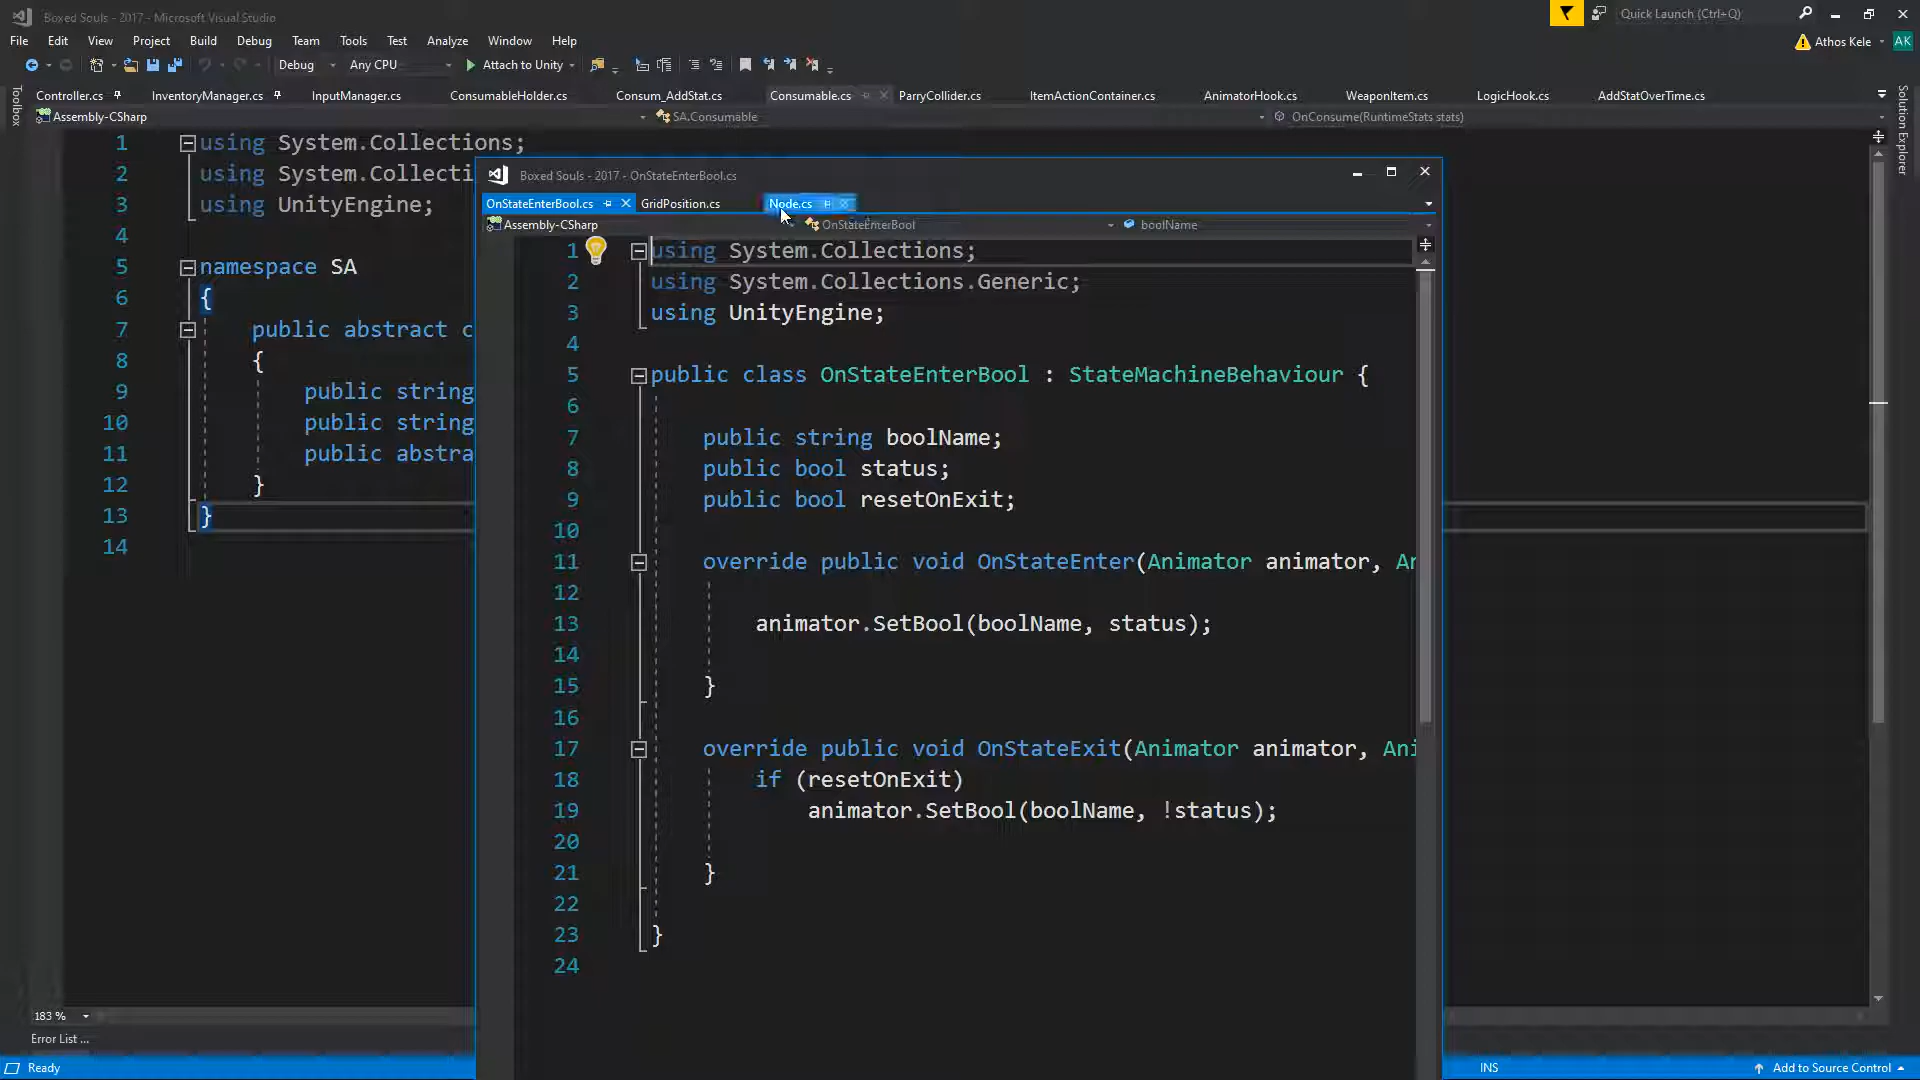 Boxed Souls - 2017 - Microsoft Visual Studio
Quick Launch (Ctrl+Q)
File Edit View Project Build Debug Team Tools Test Analyze Window Help
Athos Kele AK
Debug Any CPU Attach to Unity
Controller.cs InventoryManager.cs InputManager.cs ConsumableHolder.cs Consum_AddStat.cs Consumable.cs ParryCollider.cs ItemActionContainer.cs AnimatorHook.cs WeaponItem.cs LogicHook.cs AddStatOverTime.cs
Assembly-CSharp SA.Consumable OnConsume(RuntimeStats stats)
Toolbox
Solution Explorer
1 using System.Collections;
2 using System.Collecti
3 using UnityEngine;
4
5 namespace SA
6 {
7 public abstract c
8 {
9 public string
10 public string
11 public abstra
12 }
13 }
14
183 %
Error List ...
Ready
INS
Add to Source Control
Boxed Souls - 2017 - OnStateEnterBool.cs
OnStateEnterBool.cs GridPosition.cs Node.cs
Assembly-CSharp OnStateEnterBool boolName
1 using System.Collections;
2 using System.Collections.Generic;
3 using UnityEngine;
4
5 public class OnStateEnterBool : StateMachineBehaviour {
6
7 public string boolName;
8 public bool status;
9 public bool resetOnExit;
10
11 override public void OnStateEnter(Animator animator, An
12
13 animator.SetBool(boolName, status);
14
15 }
16
17 override public void OnStateExit(Animator animator, Ani
18 if (resetOnExit)
19 animator.SetBool(boolName, !status);
20
21 }
22
23 }
24